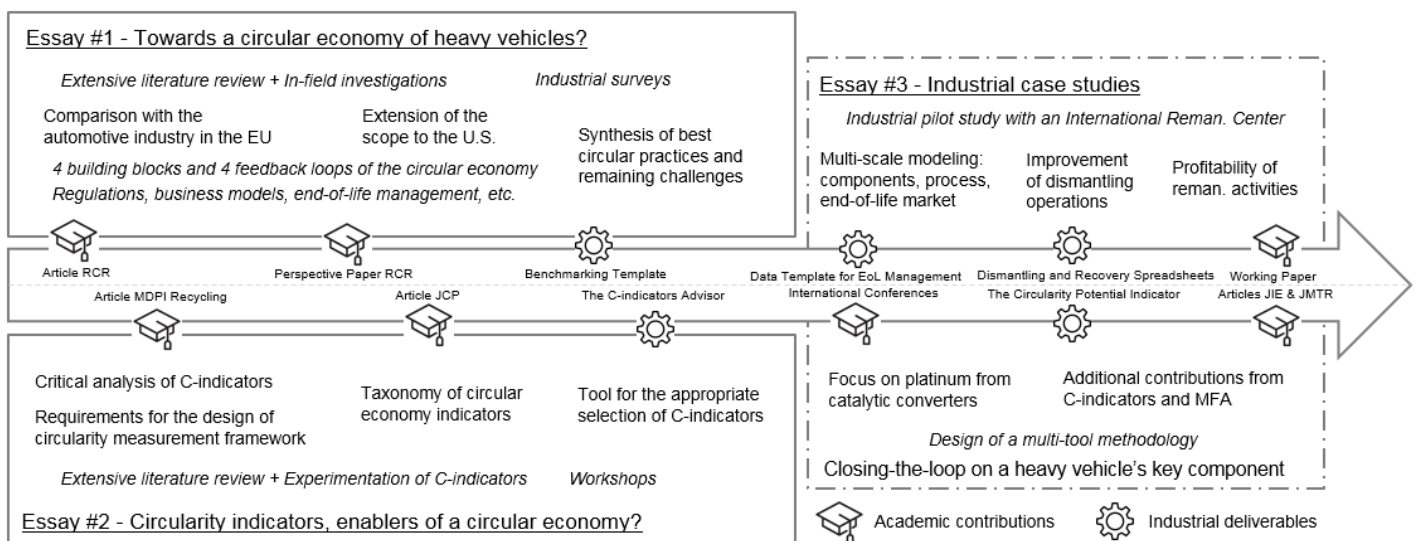 Essay #1 - Towards a circular economy of heavy vehicles?
Extensive literature review + In-field investigations
Industrial surveys
Comparison with the
automotive industry in the EU
Extension of the
scope to the U.S.
Synthesis of best
circular practices and
remaining challenges
4 building blocks and 4 feedback loops of the circular economy
Regulations, business models, end-of-life management, etc.
Essay #3 - Industrial case studies
Industrial pilot study with an International Reman. Center
Multi-scale modeling:
components, process,
end-of-life market
Improvement
of dismantling
operations
Profitability of
reman. activities
Article RCR
Perspective Paper RCR
Benchmarking Template
Data Template for EoL Management
Dismantling and Recovery Spreadsheets
Working Paper
Article MDPI Recycling
Article JCP
The C-indicators Advisor
International Conferences
The Circularity Potential Indicator
Articles JIE & JMTR
Critical analysis of C-indicators
Requirements for the design of
circularity measurement framework
Taxonomy of circular
economy indicators
Tool for the appropriate
selection of C-indicators
Extensive literature review + Experimentation of C-indicators
Workshops
Essay #2 - Circularity indicators, enablers of a circular economy?
Focus on platinum from
catalytic converters
Additional contributions from
C-indicators and MFA
Design of a multi-tool methodology
Closing-the-loop on a heavy vehicle's key component
Academic contributions
Industrial deliverables